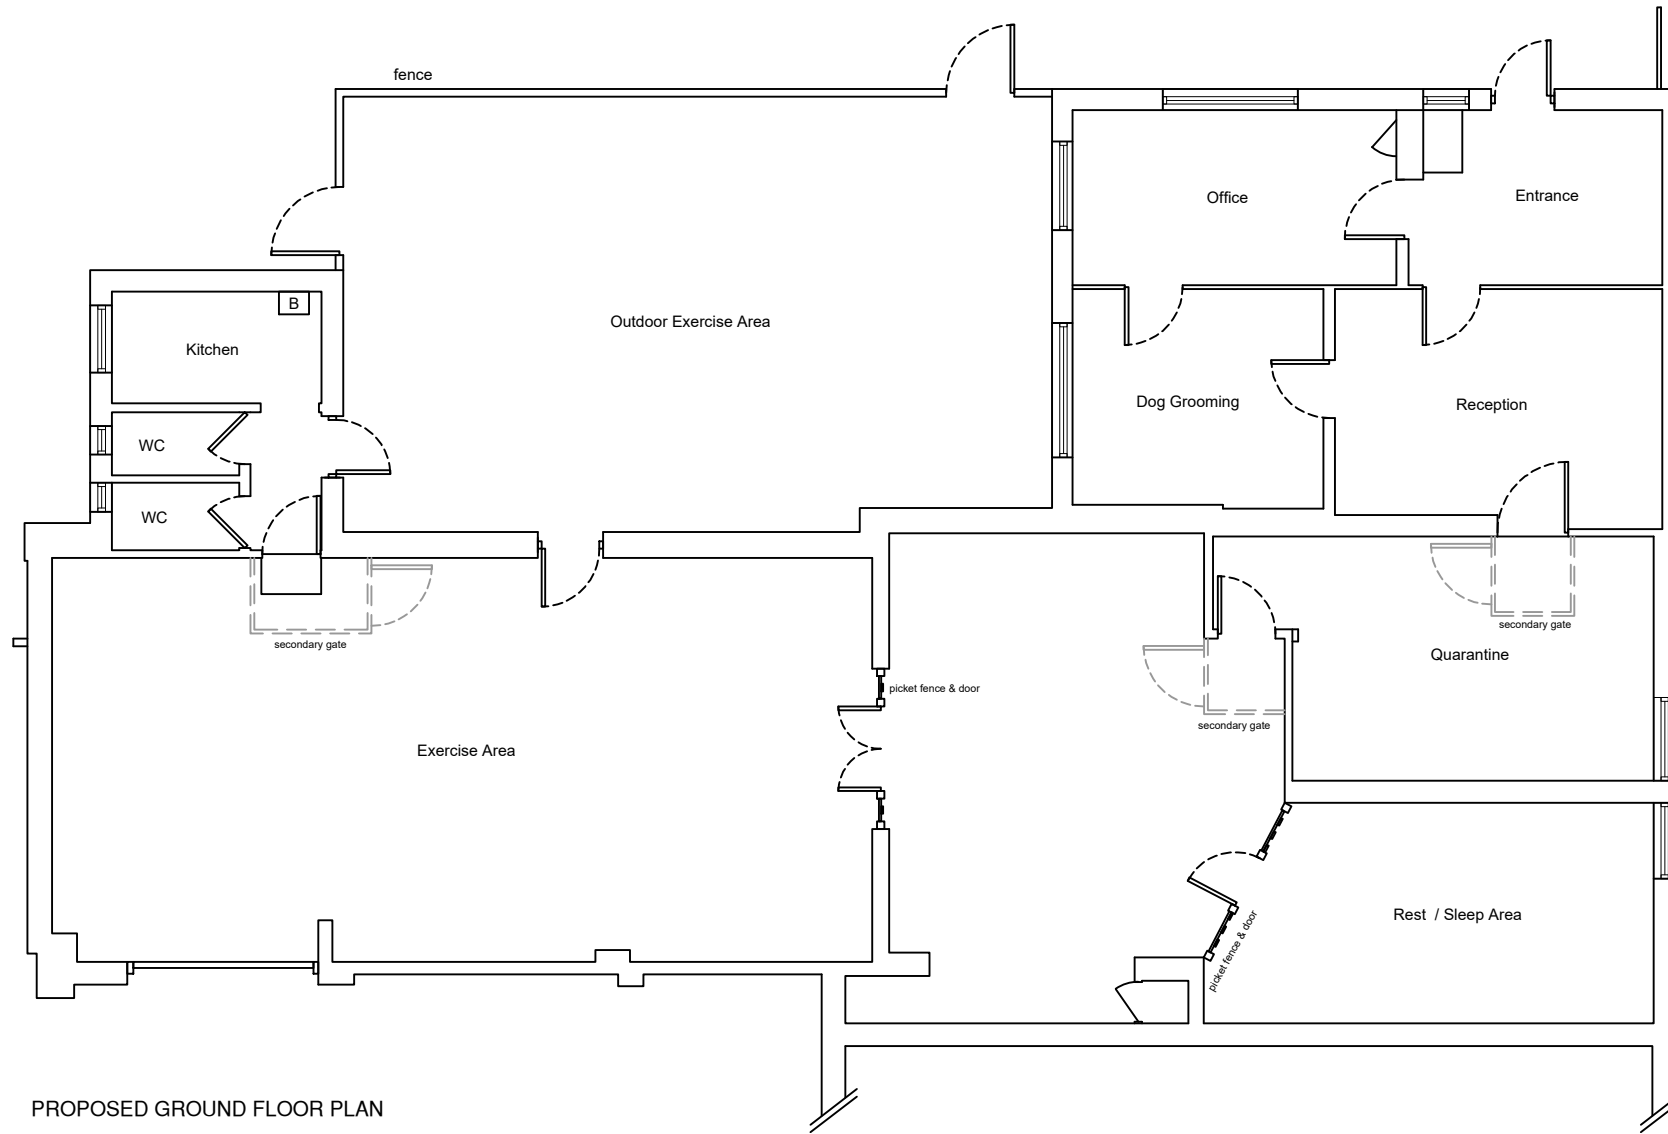 fence
Office
Entrance
B
Kitchen
Outdoor Exercise Area
Dog Grooming
Reception
WC
WC
secondary gate
secondary gate
Quarantine
picket fence & door
secondary gate
Exercise Area
Rest  / Sleep Area
picket fence & door
PROPOSED GROUND FLOOR PLAN